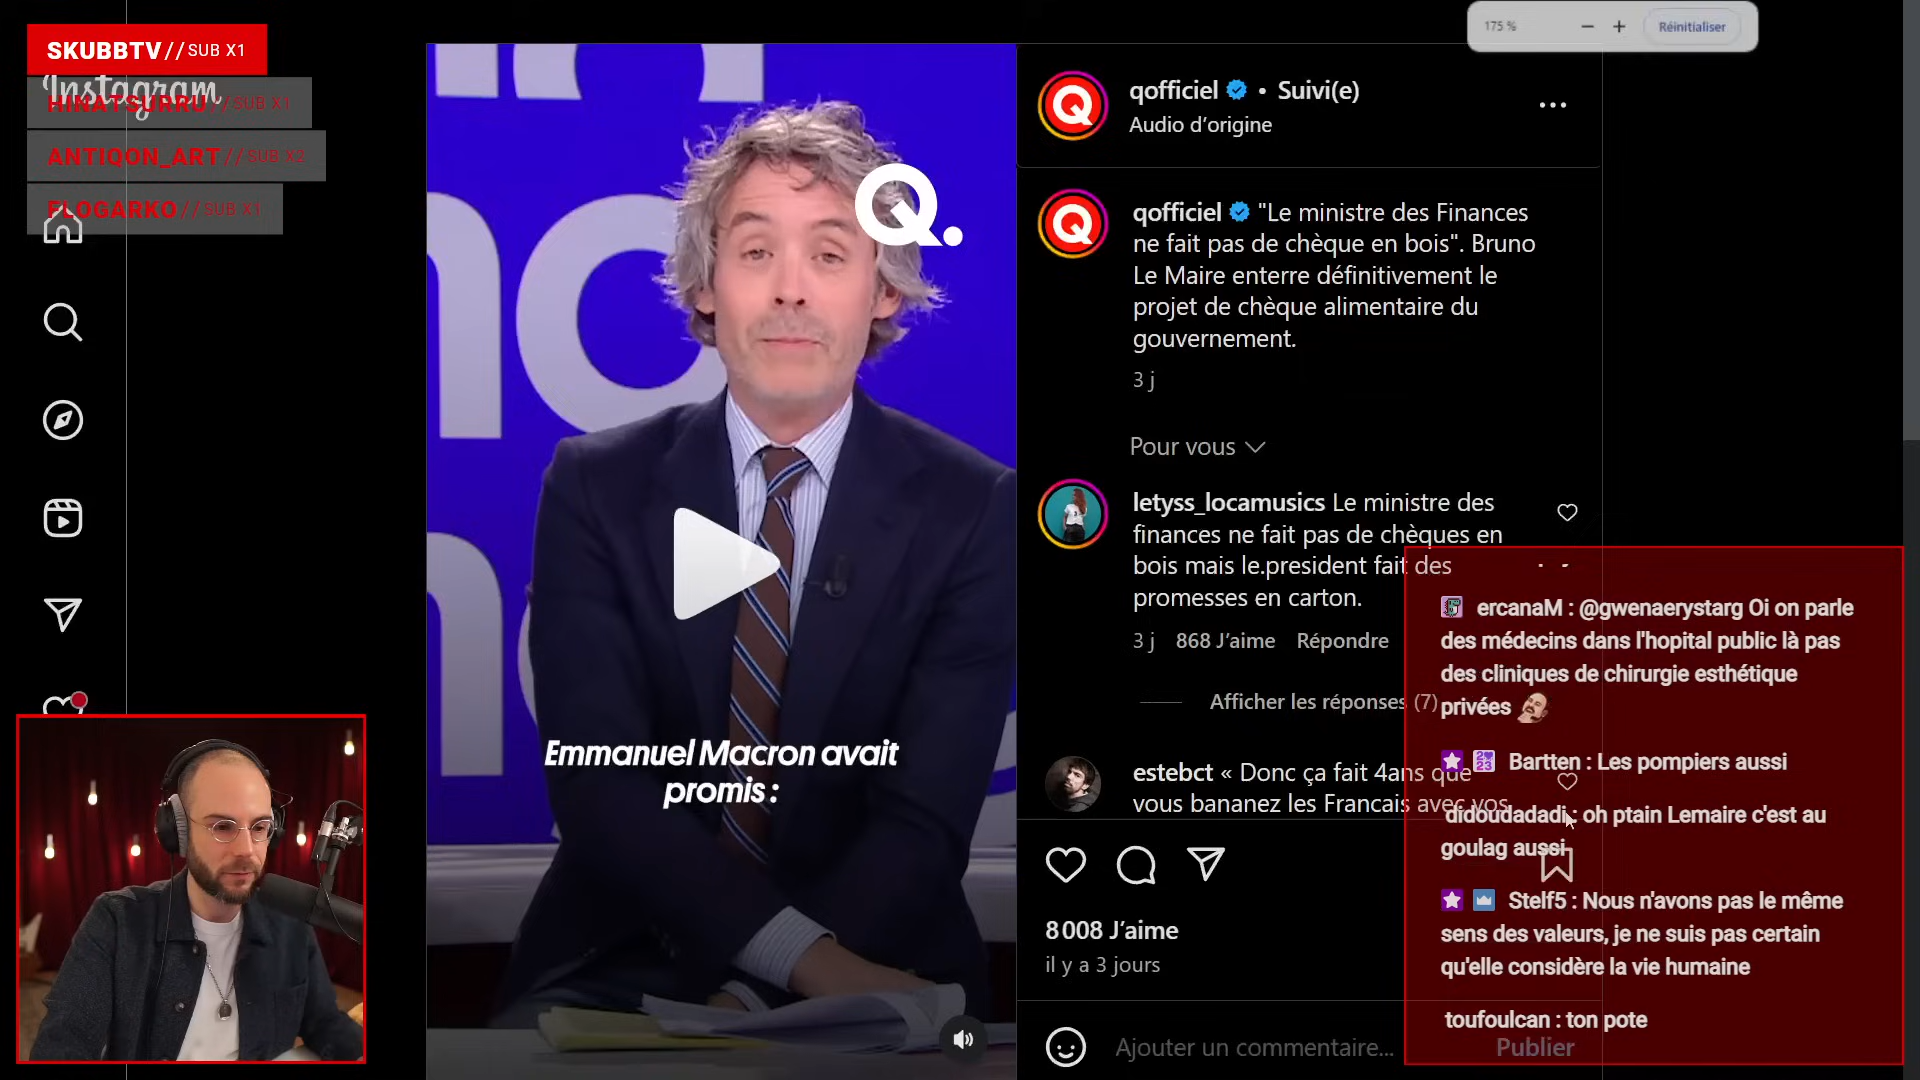 SKUBBTV//SUB X1
Instagram
HINATSURRU//SUB X1
ANTIQON_ART//SUB X2
FLOGARKO//SUB X1
175 %
Réinitialiser
Q.
Emmanuel Macron avait
promis :
qofficiel • Suivi(e)
Audio d'origine
qofficiel "Le ministre des Finances
ne fait pas de chèque en bois". Bruno
Le Maire enterre définitivement le
projet de chèque alimentaire du
gouvernement.
3 j
Pour vous
letyss_locamusics Le ministre des
finances ne fait pas de chèques en
bois mais le.president fait des
promesses en carton.
3 j 868 J'aime Répondre
Afficher les réponses (7)
estebct « Donc ça fait 4ans que
vous bananez les Francais avec vos
8 008 J'aime
il y a 3 jours
Ajouter un commentaire...
Publier
ercanaM : @gwenaerystarg Oi on parle
des médecins dans l'hopital public là pas
des cliniques de chirurgie esthétique
privées
Bartten : Les pompiers aussi
didoudadadi : oh ptain Lemaire c'est au
goulag aussi
Stelf5 : Nous n'avons pas le même
sens des valeurs, je ne suis pas certain
qu'elle considère la vie humaine
toufoulcan : ton pote